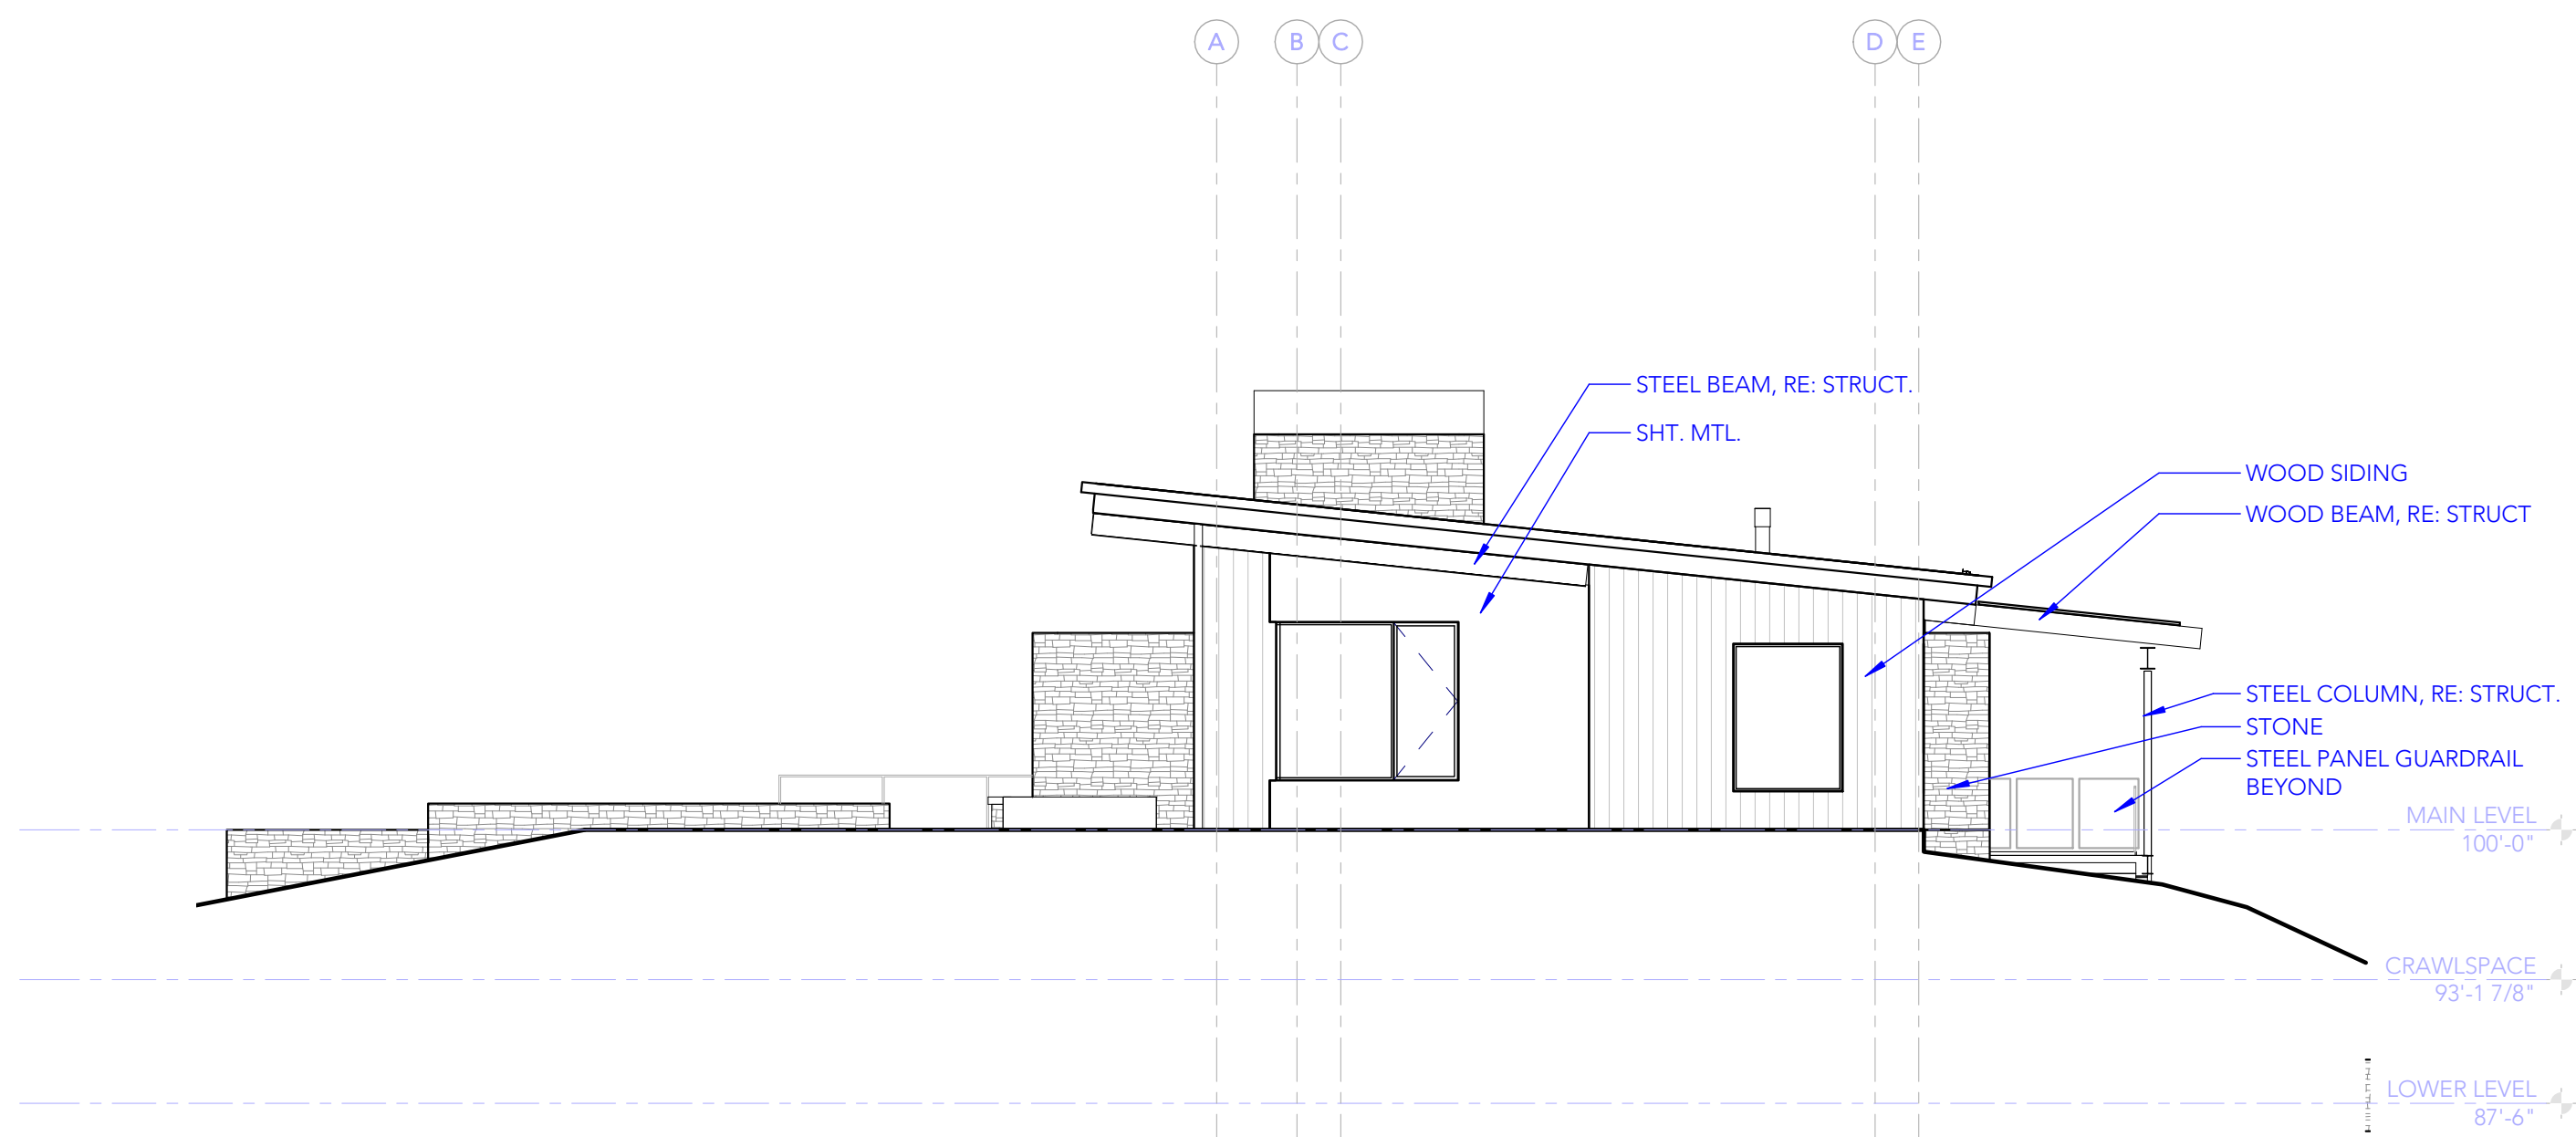 A
B
C
D
E
STEEL BEAM, RE: STRUCT.
SHT. MTL.
WOOD SIDING
WOOD BEAM, RE: STRUCT
STEEL COLUMN, RE: STRUCT.
STONE
STEEL PANEL GUARDRAIL
BEYOND
MAIN LEVEL
100'-0"
CRAWLSPACE
93'-1 7/8"
LOWER LEVEL
87'-6"